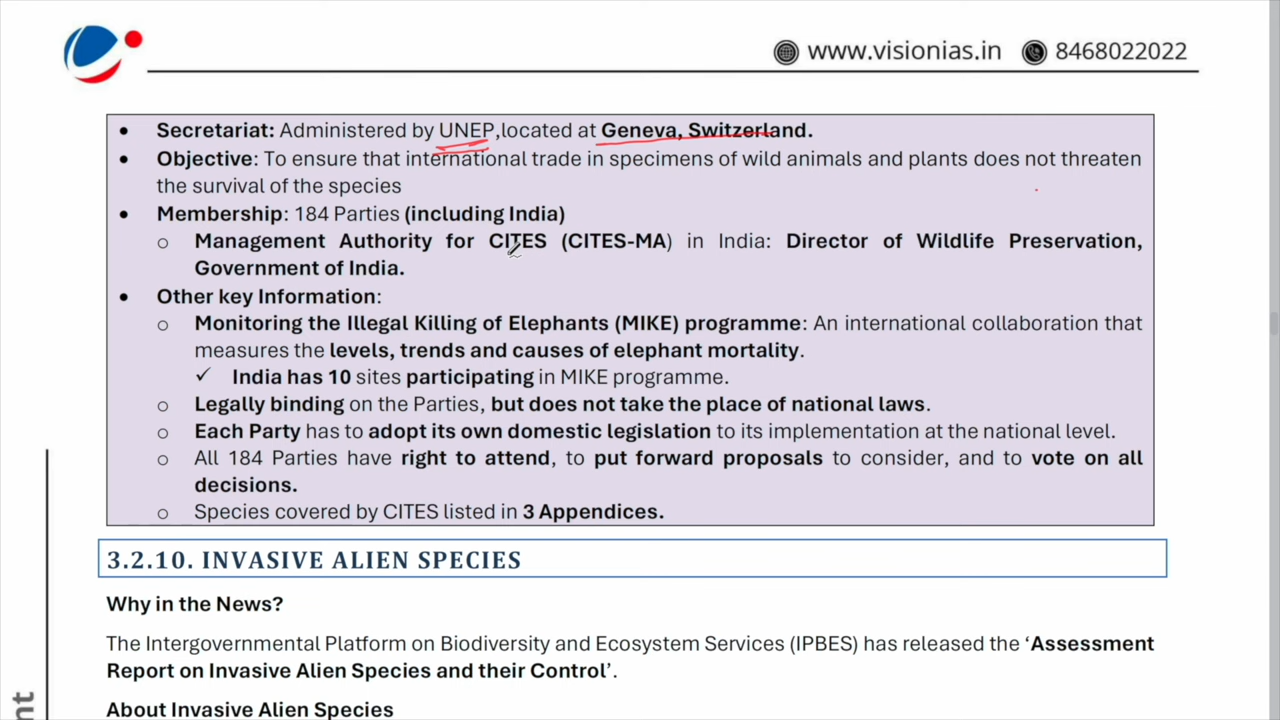 www.visionias.in 8468022022
• Secretariat: Administered by UNEP,located at Geneva, Switzerland.
• Objective: To ensure that international trade in specimens of wild animals and plants does not threaten
the survival of the species
• Membership: 184 Parties (including India)
o Management Authority for CITES (CITES-MA) in India: Director of Wildlife Preservation,
Government of India.
• Other key Information:
o Monitoring the Illegal Killing of Elephants (MIKE) programme: An international collaboration that
measures the levels, trends and causes of elephant mortality.
✓ India has 10 sites participating in MIKE programme.
o Legally binding on the Parties, but does not take the place of national laws.
o Each Party has to adopt its own domestic legislation to its implementation at the national level.
o All 184 Parties have right to attend, to put forward proposals to consider, and to vote on all
decisions.
o Species covered by CITES listed in 3 Appendices.
3.2.10. INVASIVE ALIEN SPECIES
Why in the News?
The Intergovernmental Platform on Biodiversity and Ecosystem Services (IPBES) has released the ‘Assessment
Report on Invasive Alien Species and their Control’.
About Invasive Alien Species
nt